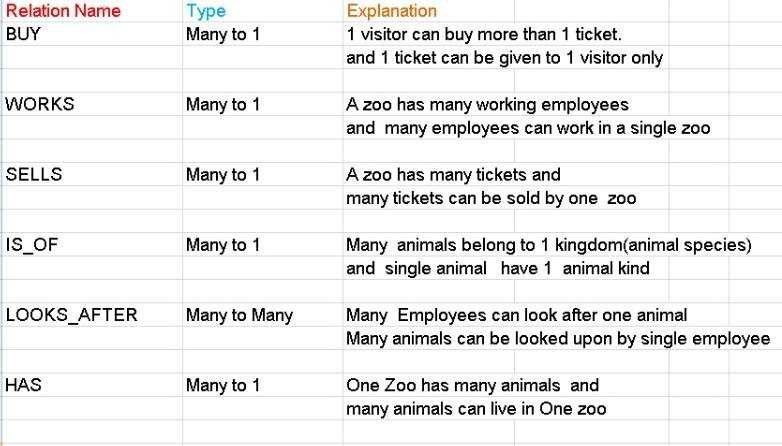 Relation Name Type Explanation
BUY Many to 1 1 visitor can buy more than 1 ticket.
and 1 ticket can be given to 1 visitor only
WORKS Many to 1 A zoo has many working employees
and many employees can work in a single zoo
SELLS Many to 1 A zoo has many tickets and
many tickets can be sold by one zoo
IS_OF Many to 1 Many animals belong to 1 kingdom(animal species)
and single animal have 1 animal kind
LOOKS_AFTER Many to Many Many Employees can look after one animal
Many animals can be looked upon by single employee
HAS Many to 1 One Zoo has many animals and
many animals can live in One zoo